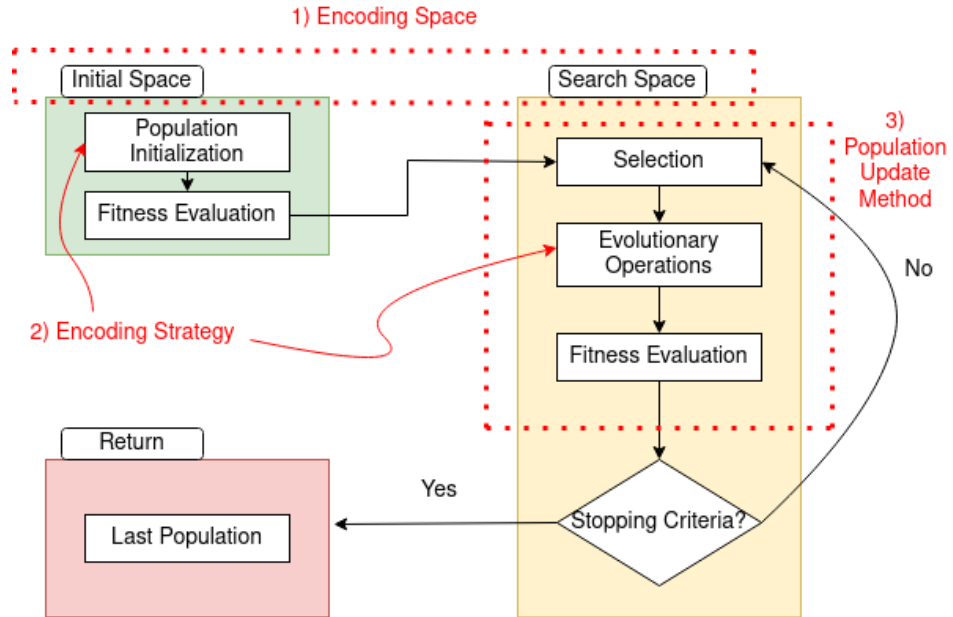 1) Encoding Space
Initial Space
Search Space
Population
Initialization
Fitness Evaluation
Selection
3)
Population
Update
Method
Evolutionary
Operations
No
2) Encoding Strategy
Fitness Evaluation
Return
Yes
Stopping Criteria?
Last Population